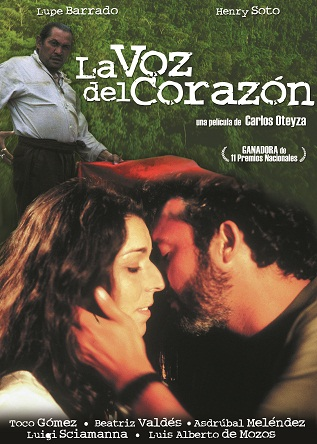 Lupe Barrado Henry Soto
La Voz
del Corazón
una película de Carlos Oteyza
GANADORA de
11 Premios Nacionales
Toco Gómez • Beatriz Valdés • Asdrúbal Meléndez
Luigi Sciamanna • Luis Alberto de Mozos